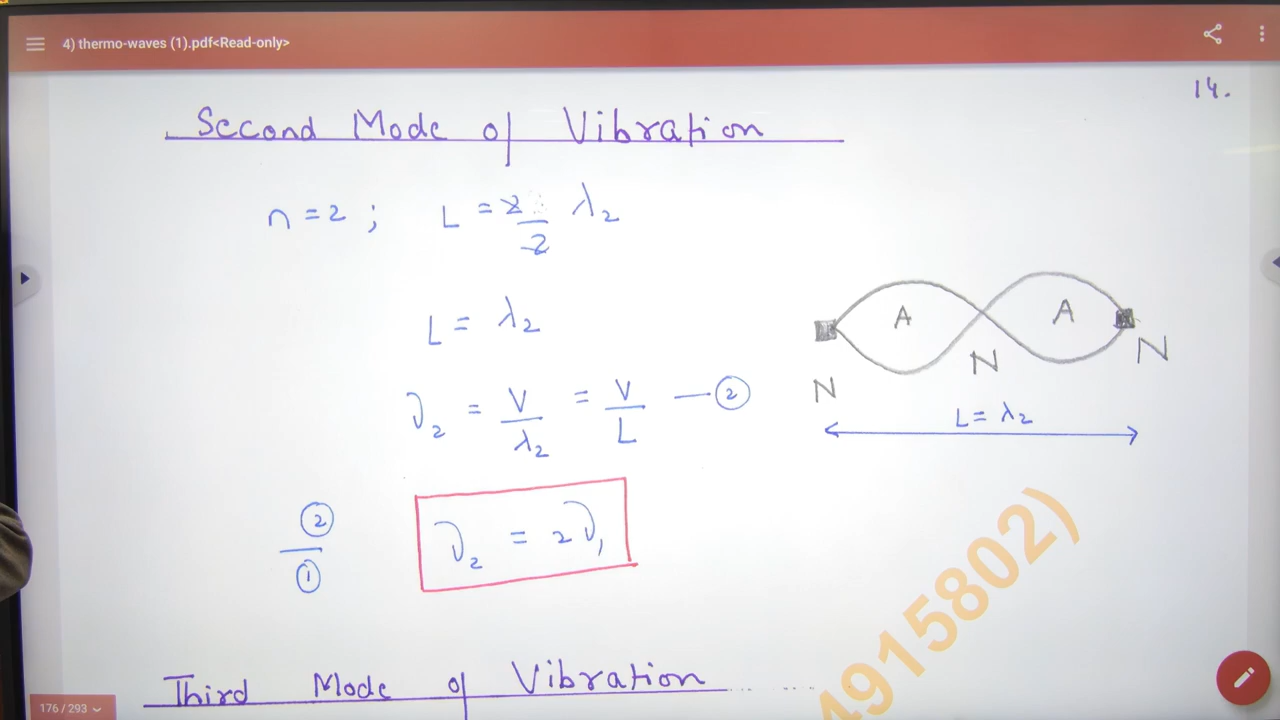 4) thermo-waves (1).pdf<Read-only>
14.
Second Mode of Vibration
n = 2 ; L = 2/2 λ2
L = λ2
A A
N N N
L = λ2
ν2 = V/λ2 = V/L — ②
②/① ν2 = 2ν1
4915802)
Third Mode of Vibration
176 / 293